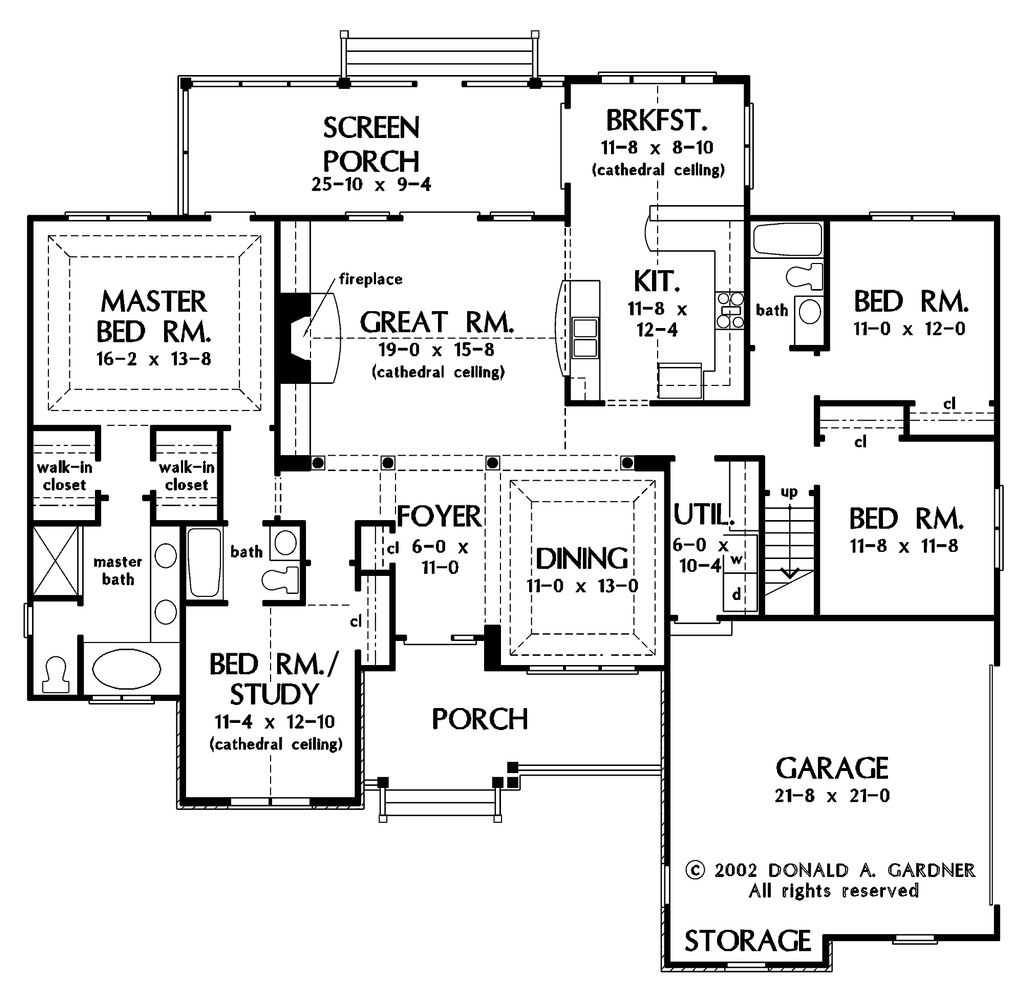 SCREEN
PORCH
25-10 x 9-4
BRKFST.
11-8 x 8-10
(cathedral ceiling)
fireplace
MASTER
BED RM.
16-2 x 13-8
GREAT RM.
19-0 x 15-8
(cathedral ceiling)
KIT.
11-8 x
12-4
bath
BED RM.
11-0 x 12-0
cl
cl
walk-in
closet
walk-in
closet
master
bath
bath
cl
FOYER
6-0 x
11-0
DINING
11-0 x 13-0
UTIL.
6-0 x
10-4
w
d
up
BED RM.
11-8 x 11-8
cl
BED RM./
STUDY
11-4 x 12-10
(cathedral ceiling)
PORCH
GARAGE
21-8 x 21-0
© 2002 DONALD A. GARDNER
All rights reserved
STORAGE